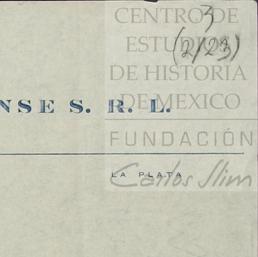 CENTRO DE
3
ESTUDIOS
(2/23)
DE HISTORIA
NSE S. R. L.
DE MEXICO
FUNDACIÓN
LA PLATA
Carlos Slim